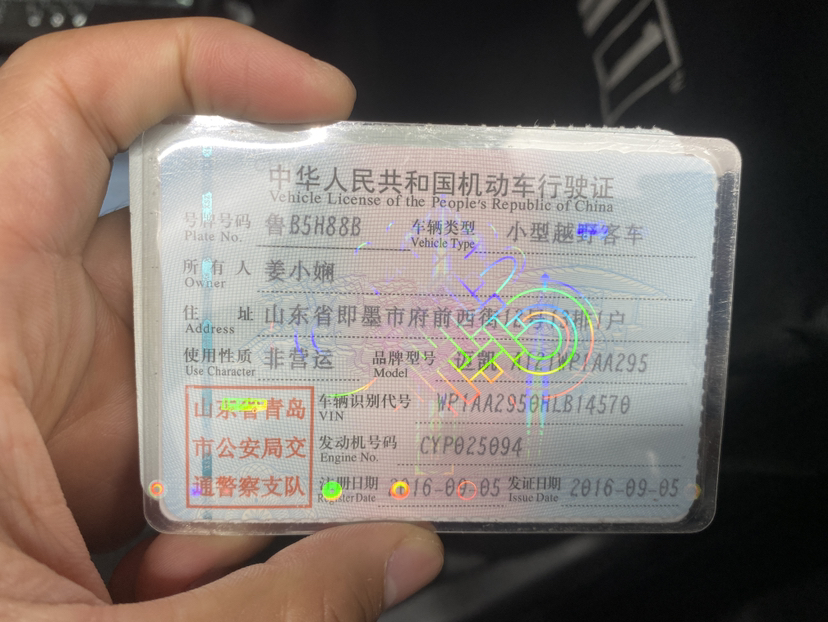 中华人民共和国机动车行驶证
Vehicle License of the People's Republic of China
号牌号码 鲁B5H88B 车辆类型 小型越野客车
Plate No. Vehicle Type
所有人 姜小娴
Owner
住址 山东省即墨市府前西街 户
Address
使用性质 非营运 品牌型号 WP1AA295
Use Character Model
山东省青岛
市公安局交
通警察支队
车辆识别代号 WP1AA2950HLB14570
VIN
发动机号码 CYP025094
Engine No.
注册日期 2016-09-05 发证日期 2016-09-05
Register Date Issue Date